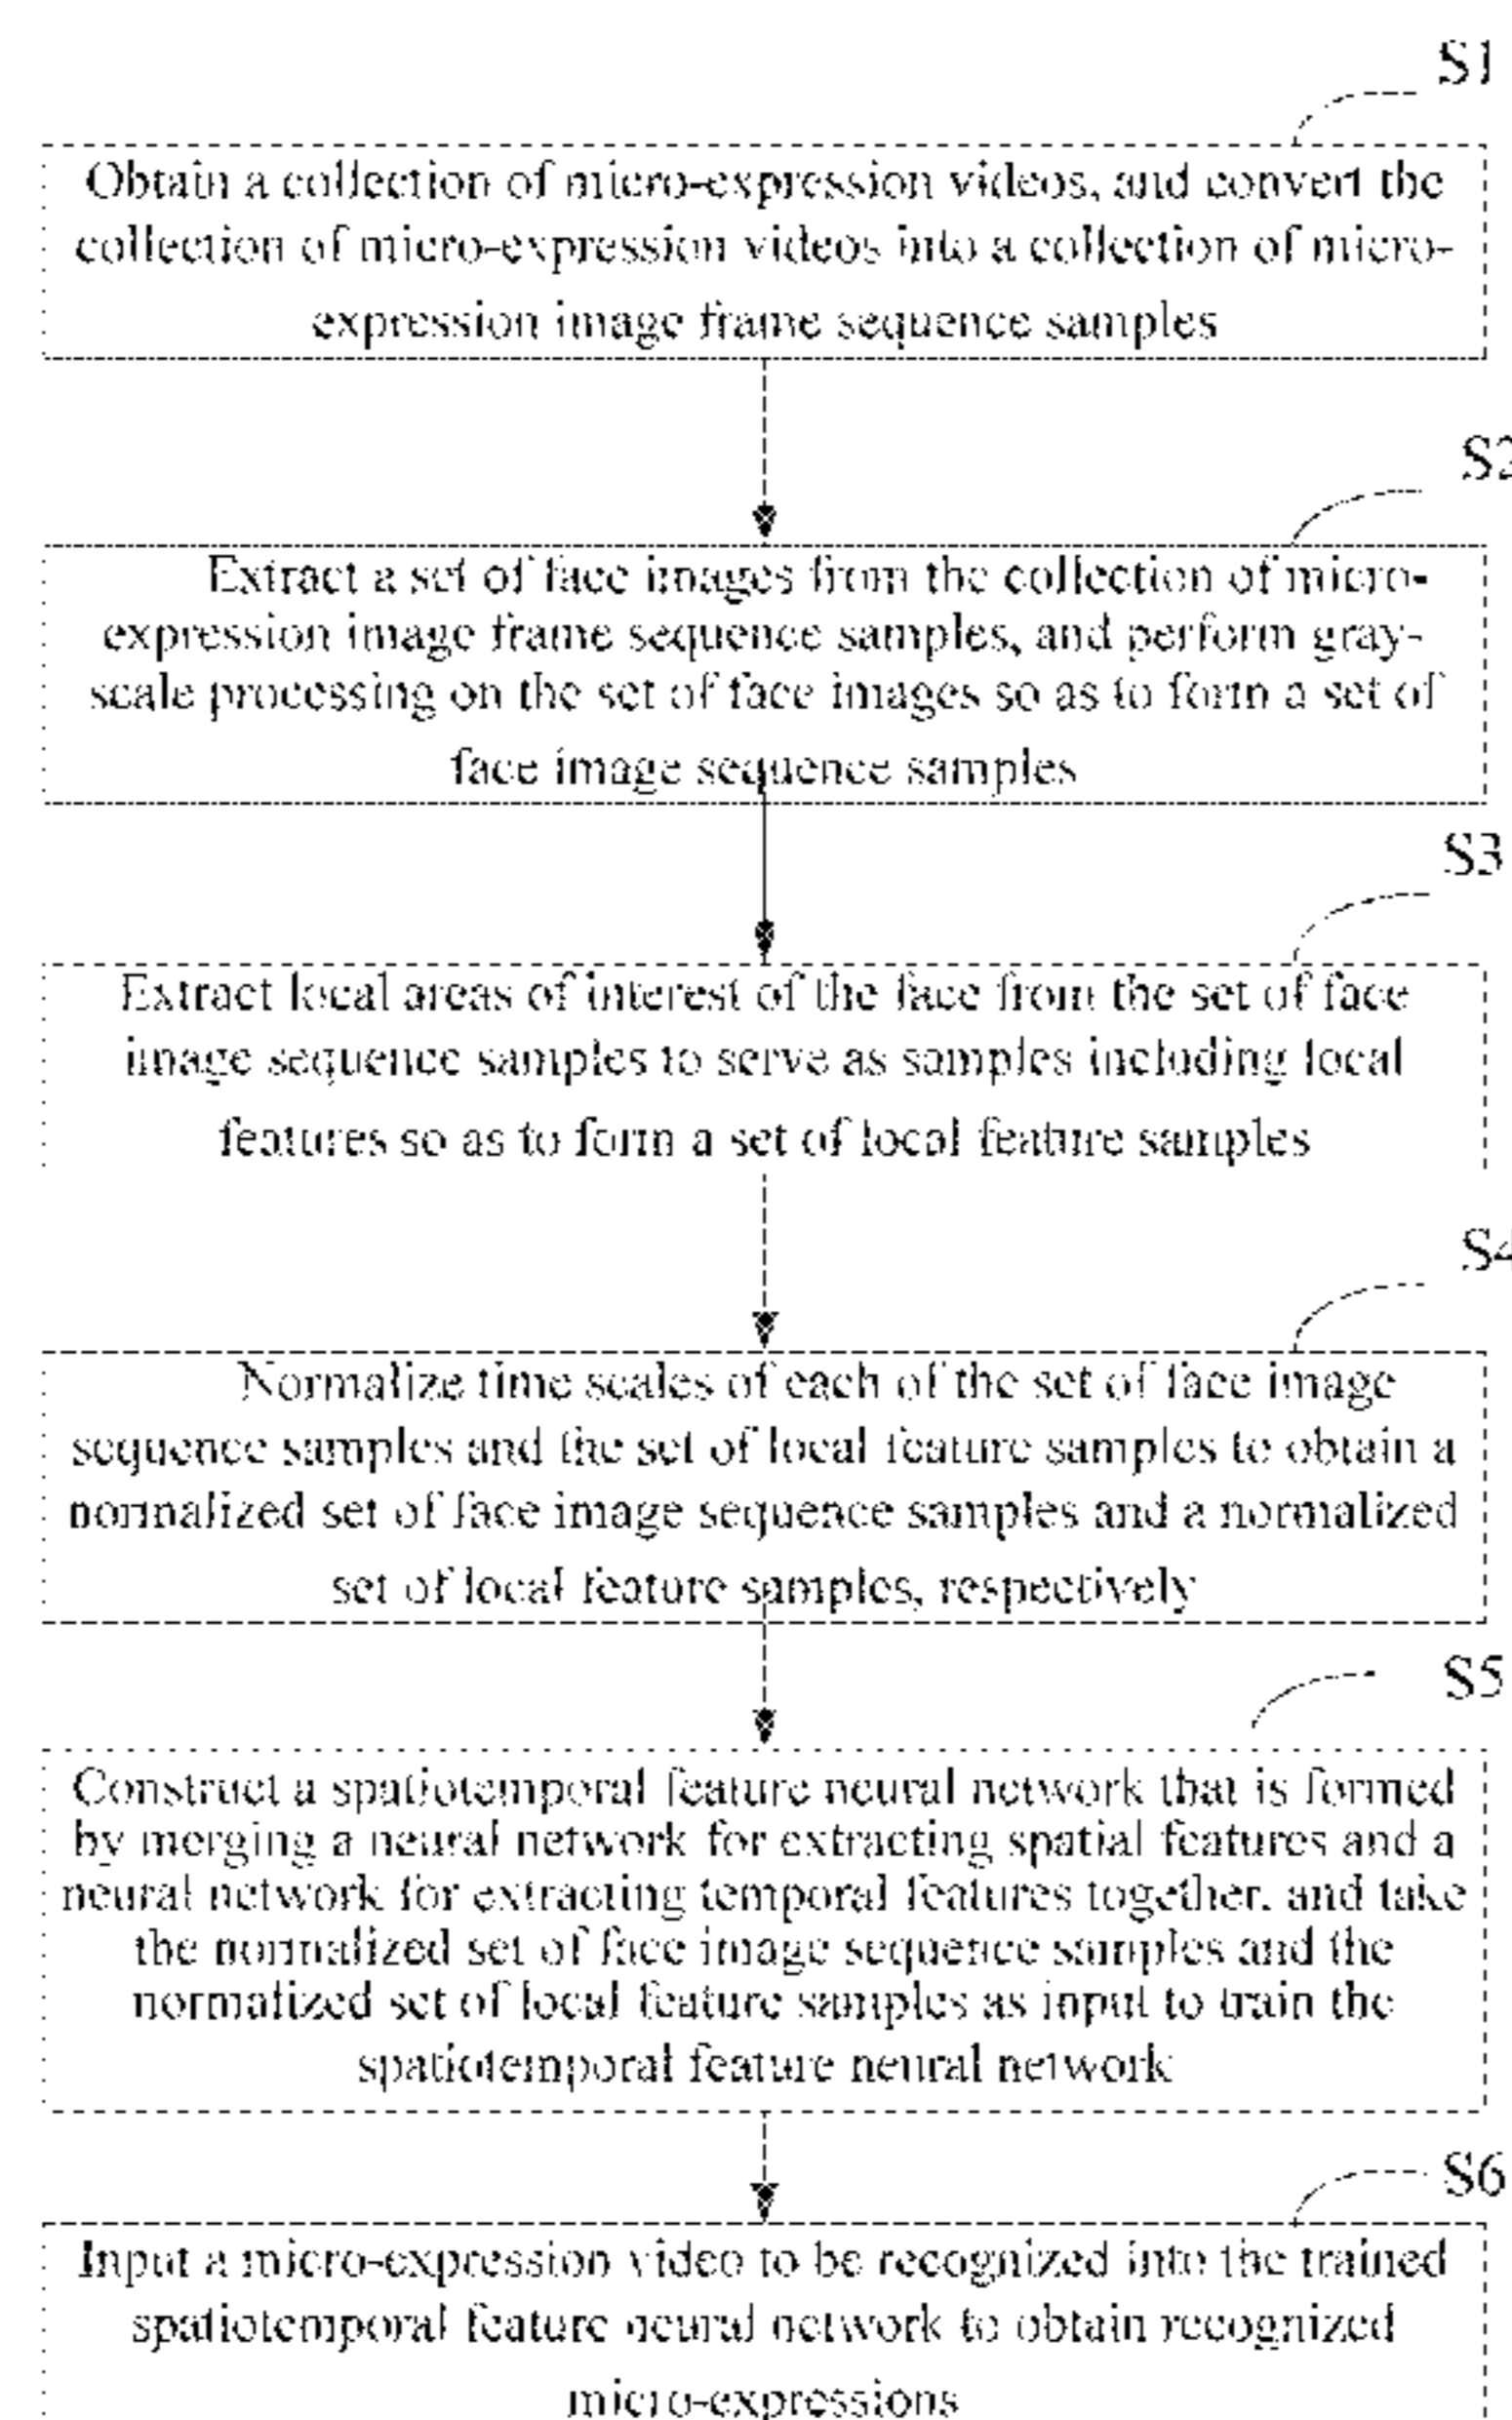 S1
Obtain a collection of micro-expression videos, and convert the
collection of micro-expression videos into a collection of micro-
expression image frame sequence samples
S2
Extract a set of face images from the collection of micro-
expression image frame sequence samples, and perform gray-
scale processing on the set of face images so as to form a set of
face image sequence samples
S3
Extract local areas of interest of the face from the set of face
image sequence samples to serve as samples including local
features so as to form a set of local feature samples
S4
Normalize time scales of each of the set of face image
sequence samples and the set of local feature samples to obtain a
normalized set of face image sequence samples and a normalized
set of local feature samples, respectively
S5
Construct a spatiotemporal feature neural network that is formed
by merging a neural network for extracting spatial features and a
neural network for extracting temporal features together, and take
the normalized set of face image sequence samples and the
normalized set of local feature samples as input to train the
spatiotemporal feature neural network
S6
Input a micro-expression video to be recognized into the trained
spatiotemporal feature neural network to obtain recognized
micro-expressions